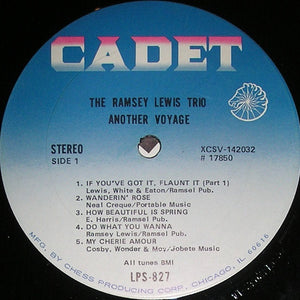 CADET
THE RAMSEY LEWIS TRIO
ANOTHER VOYAGE
STEREO
SIDE 1
XCSV-142032
# 17850
1. IF YOU'VE GOT IT, FLAUNT IT (Part 1)
Lewis, White & Eaton/Ramsel Pub.
2. WANDERIN' ROSE
Neal Creque/Portable Music
3. HOW BEAUTIFUL IS SPRING
E. Harris/Ramsel Pub.
4. DO WHAT YOU WANNA
Ramsey Lewis/Ramsel Pub.
5. MY CHERIE AMOUR
Cosby, Wonder & Moy/Jobete Music
All tunes BMI
LPS-827
MFG. BY CHESS PRODUCING CORP., CHICAGO, IL 60616